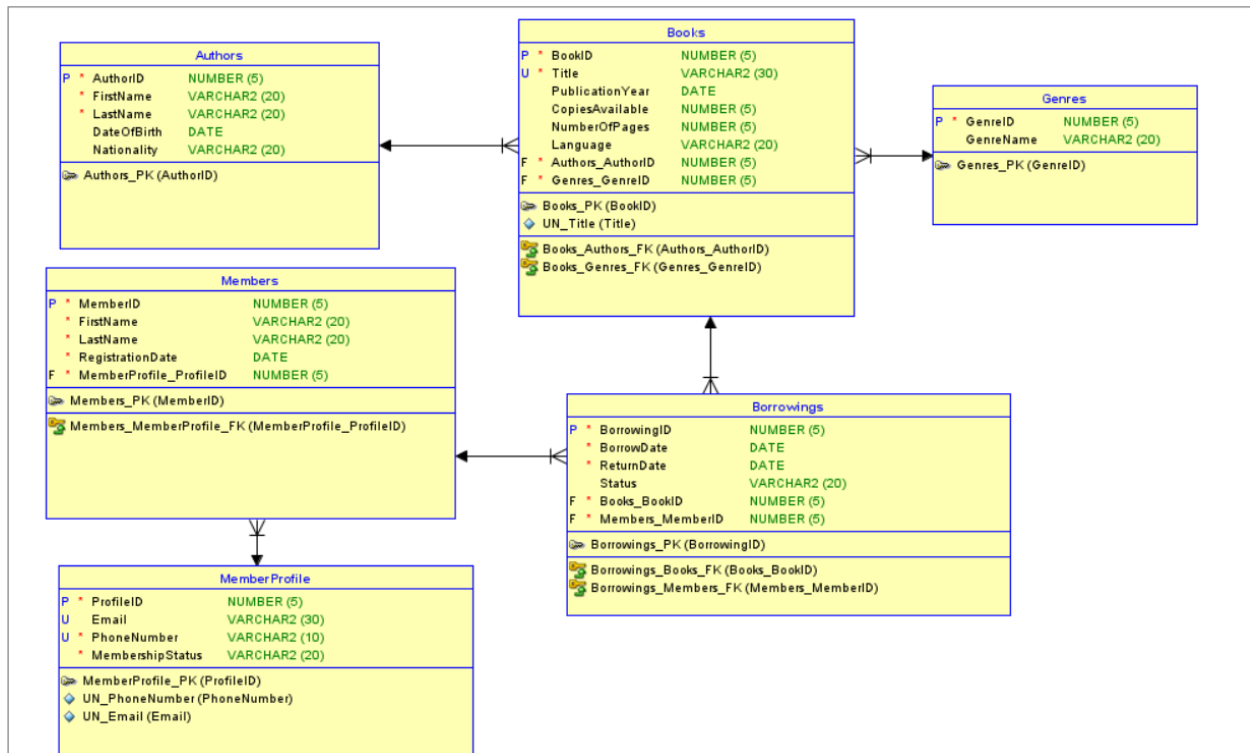 Authors
P * AuthorID NUMBER (5)
* FirstName VARCHAR2 (20)
* LastName VARCHAR2 (20)
DateOfBirth DATE
Nationality VARCHAR2 (20)
Authors_PK (AuthorID)
Books
P * BookID NUMBER (5)
U * Title VARCHAR2 (30)
PublicationYear DATE
CopiesAvailable NUMBER (5)
NumberOfPages NUMBER (5)
Language VARCHAR2 (20)
F * Authors_AuthorID NUMBER (5)
F * Genres_GenreID NUMBER (5)
Books_PK (BookID)
UN_Title (Title)
Books_Authors_FK (Authors_AuthorID)
Books_Genres_FK (Genres_GenreID)
Genres
P * GenreID NUMBER (5)
GenreName VARCHAR2 (20)
Genres_PK (GenreID)
Members
P * MemberID NUMBER (5)
* FirstName VARCHAR2 (20)
* LastName VARCHAR2 (20)
* RegistrationDate DATE
F * MemberProfile_ProfileID NUMBER (5)
Members_PK (MemberID)
Members_MemberProfile_FK (MemberProfile_ProfileID)
Borrowings
P * BorrowingID NUMBER (5)
* BorrowDate DATE
* ReturnDate DATE
Status VARCHAR2 (20)
F * Books_BookID NUMBER (5)
F * Members_MemberID NUMBER (5)
Borrowings_PK (BorrowingID)
Borrowings_Books_FK (Books_BookID)
Borrowings_Members_FK (Members_MemberID)
MemberProfile
P * ProfileID NUMBER (5)
U Email VARCHAR2 (30)
U * PhoneNumber VARCHAR2 (10)
* MembershipStatus VARCHAR2 (20)
MemberProfile_PK (ProfileID)
UN_PhoneNumber (PhoneNumber)
UN_Email (Email)